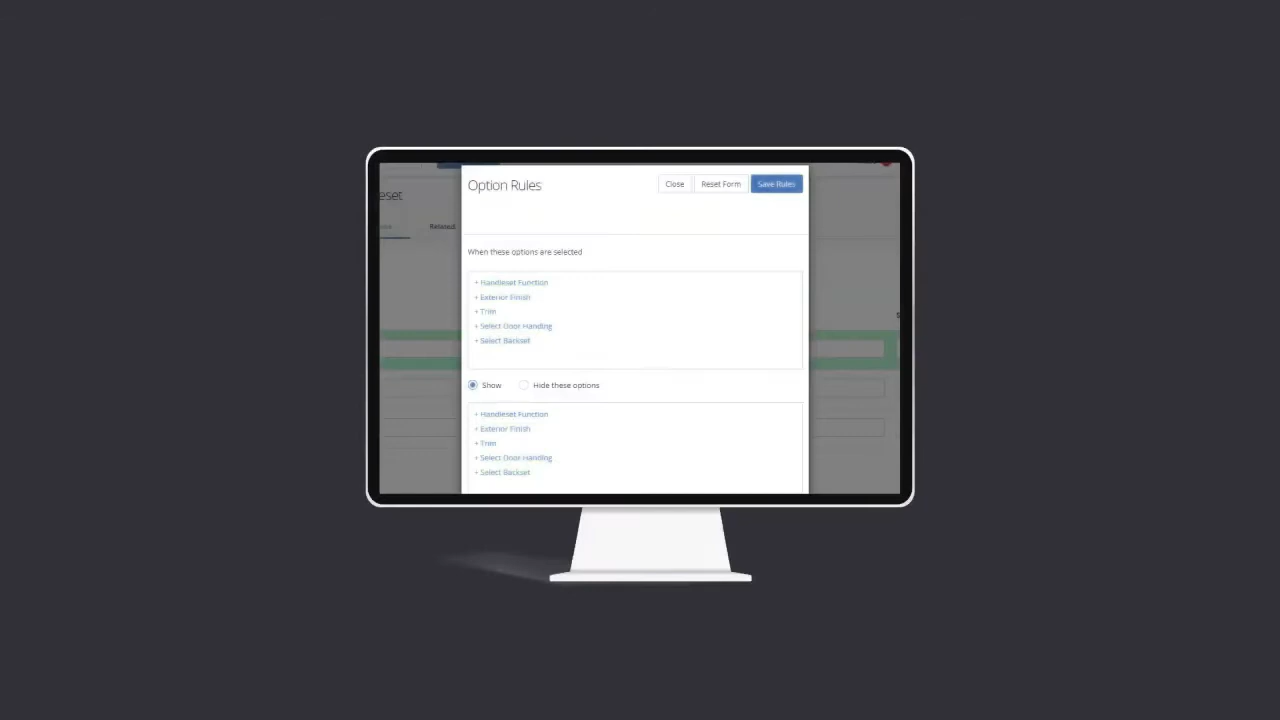 eset
Related
Option Rules
Close
Reset Form
Save Rules
When these options are selected
+ Handleset Function
+ Exterior Finish
+ Trim
+ Select Door Handing
+ Select Backset
Show
Hide these options
+ Handleset Function
+ Exterior Finish
+ Trim
+ Select Door Handing
+ Select Backset